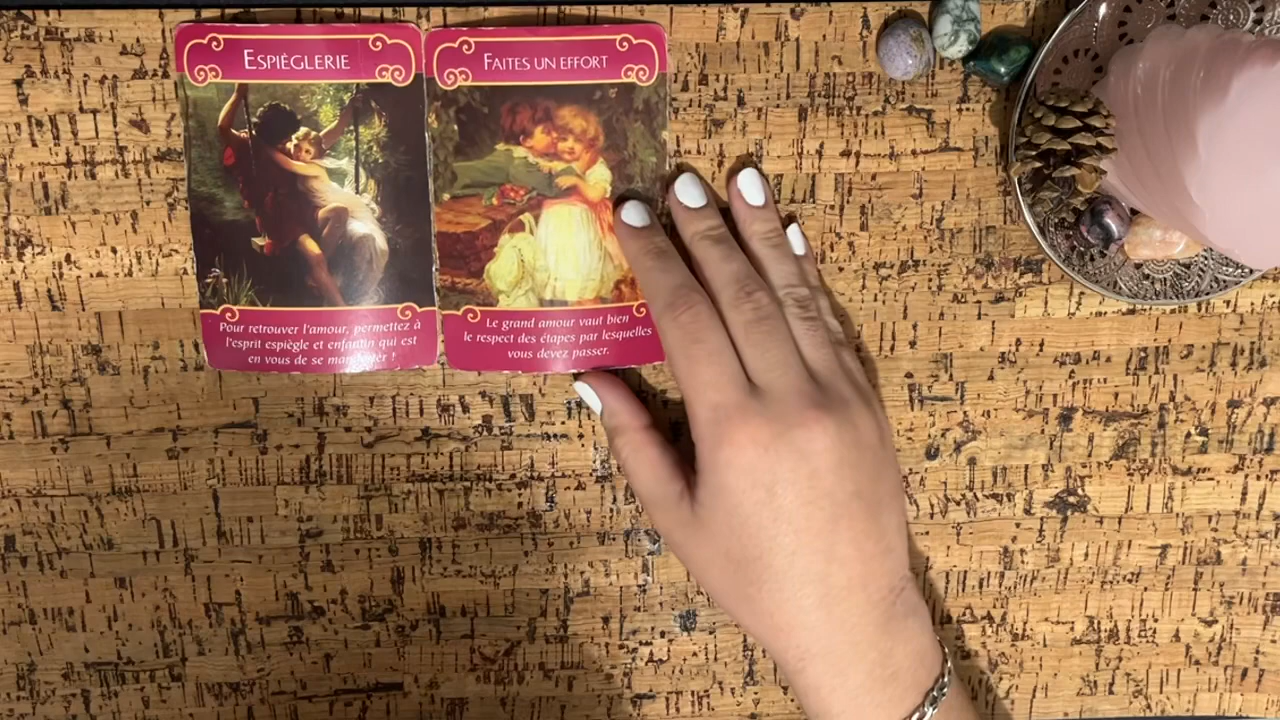 ESPIÈGLERIE
Pour retrouver l'amour, permettez à
l'esprit espiègle et enfantin qui est
en vous de se manifester !
FAITES UN EFFORT
Le grand amour vaut bien
le respect des étapes par lesquelles
vous devez passer.